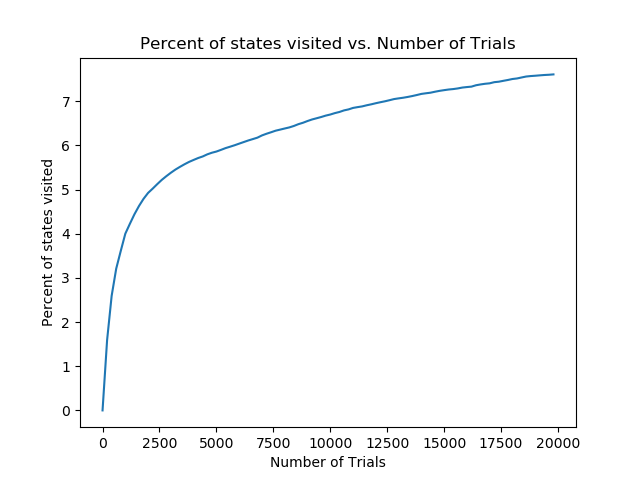 Percent of states visited vs. Number of Trials
Percent of states visited
7
6
5
4
3
2
1
0
0 2500 5000 7500 10000 12500 15000 17500 20000
Number of Trials